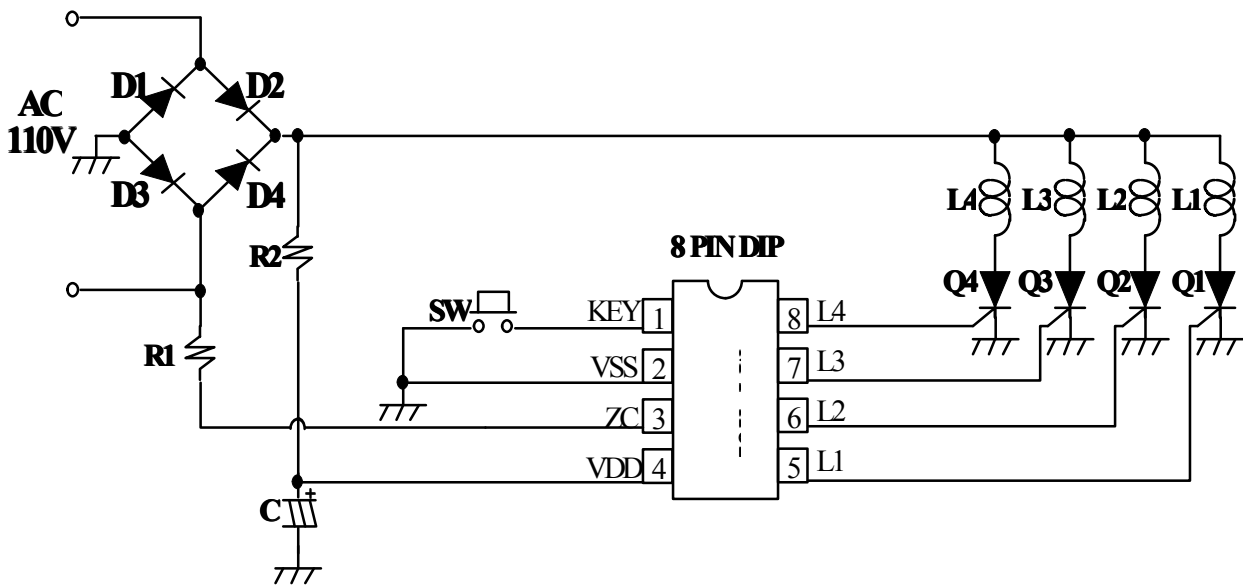 D1 D2
AC
110V
D3 D4
R2
L4 L3 L2 L1
8 PIN DIP
Q4 Q3 Q2 Q1
SW
KEY 1 8 L4
R1
VSS 2 7 L3
ZC 3 6 L2
VDD 4 5 L1
+
C